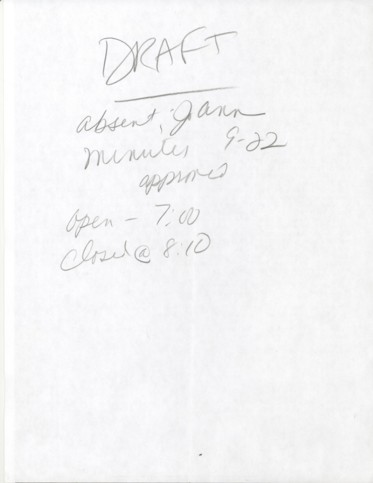 DRAFT
absent, Jann
Minutes 9-22
approved
open - 7:00
Closed @ 8:10